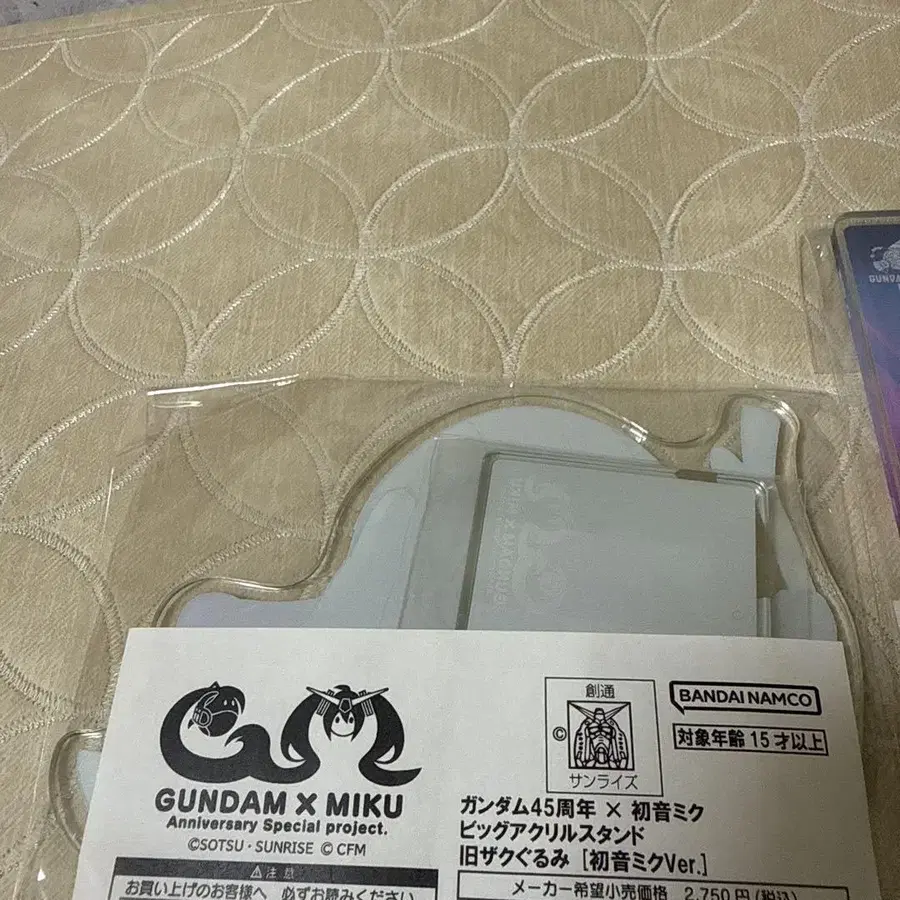 GUNDAM X MIKU
Anniversary Special project.
©SOTSU・SUNRISE © CFM
⚠注意
お買い上げのお客様へ 必ずお読みください
創通
©
サンライズ
BANDAI NAMCO
対象年齢15才以上
ガンダム45周年 × 初音ミク
ビッグアクリルスタンド
旧ザクぐるみ [初音ミクVer.]
メーカー希望小売価格 2,750円(税込)